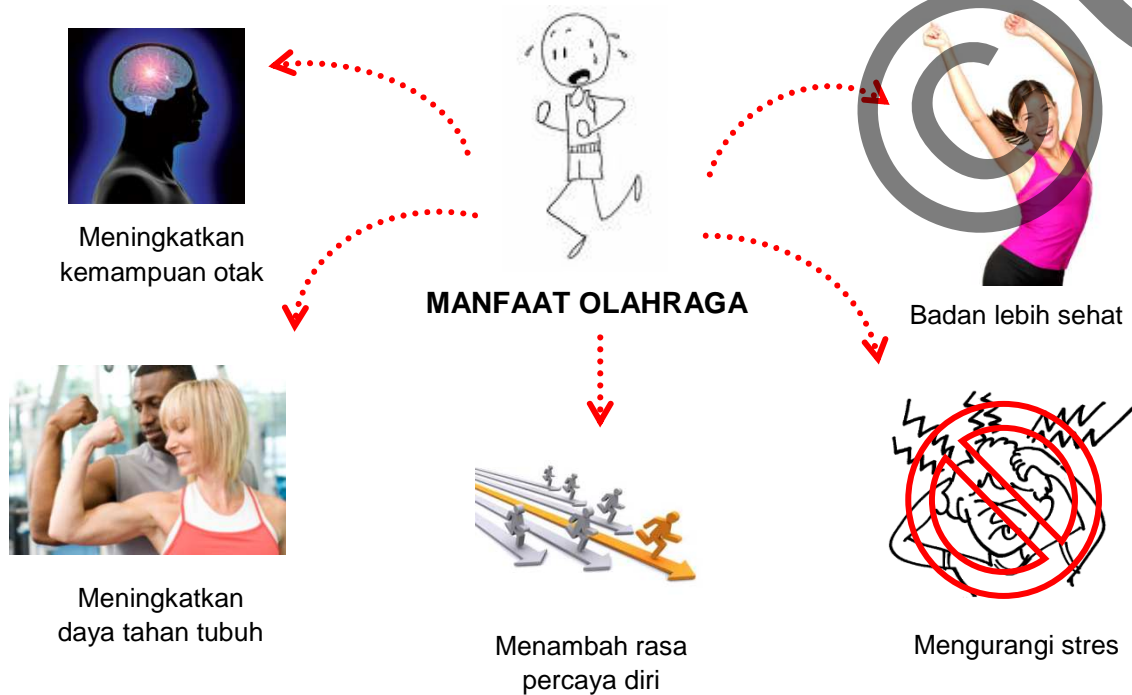 Meningkatkan
kemampuan otak
MANFAAT OLAHRAGA
Badan lebih sehat
Meningkatkan
daya tahan tubuh
Menambah rasa
percaya diri
Mengurangi stres